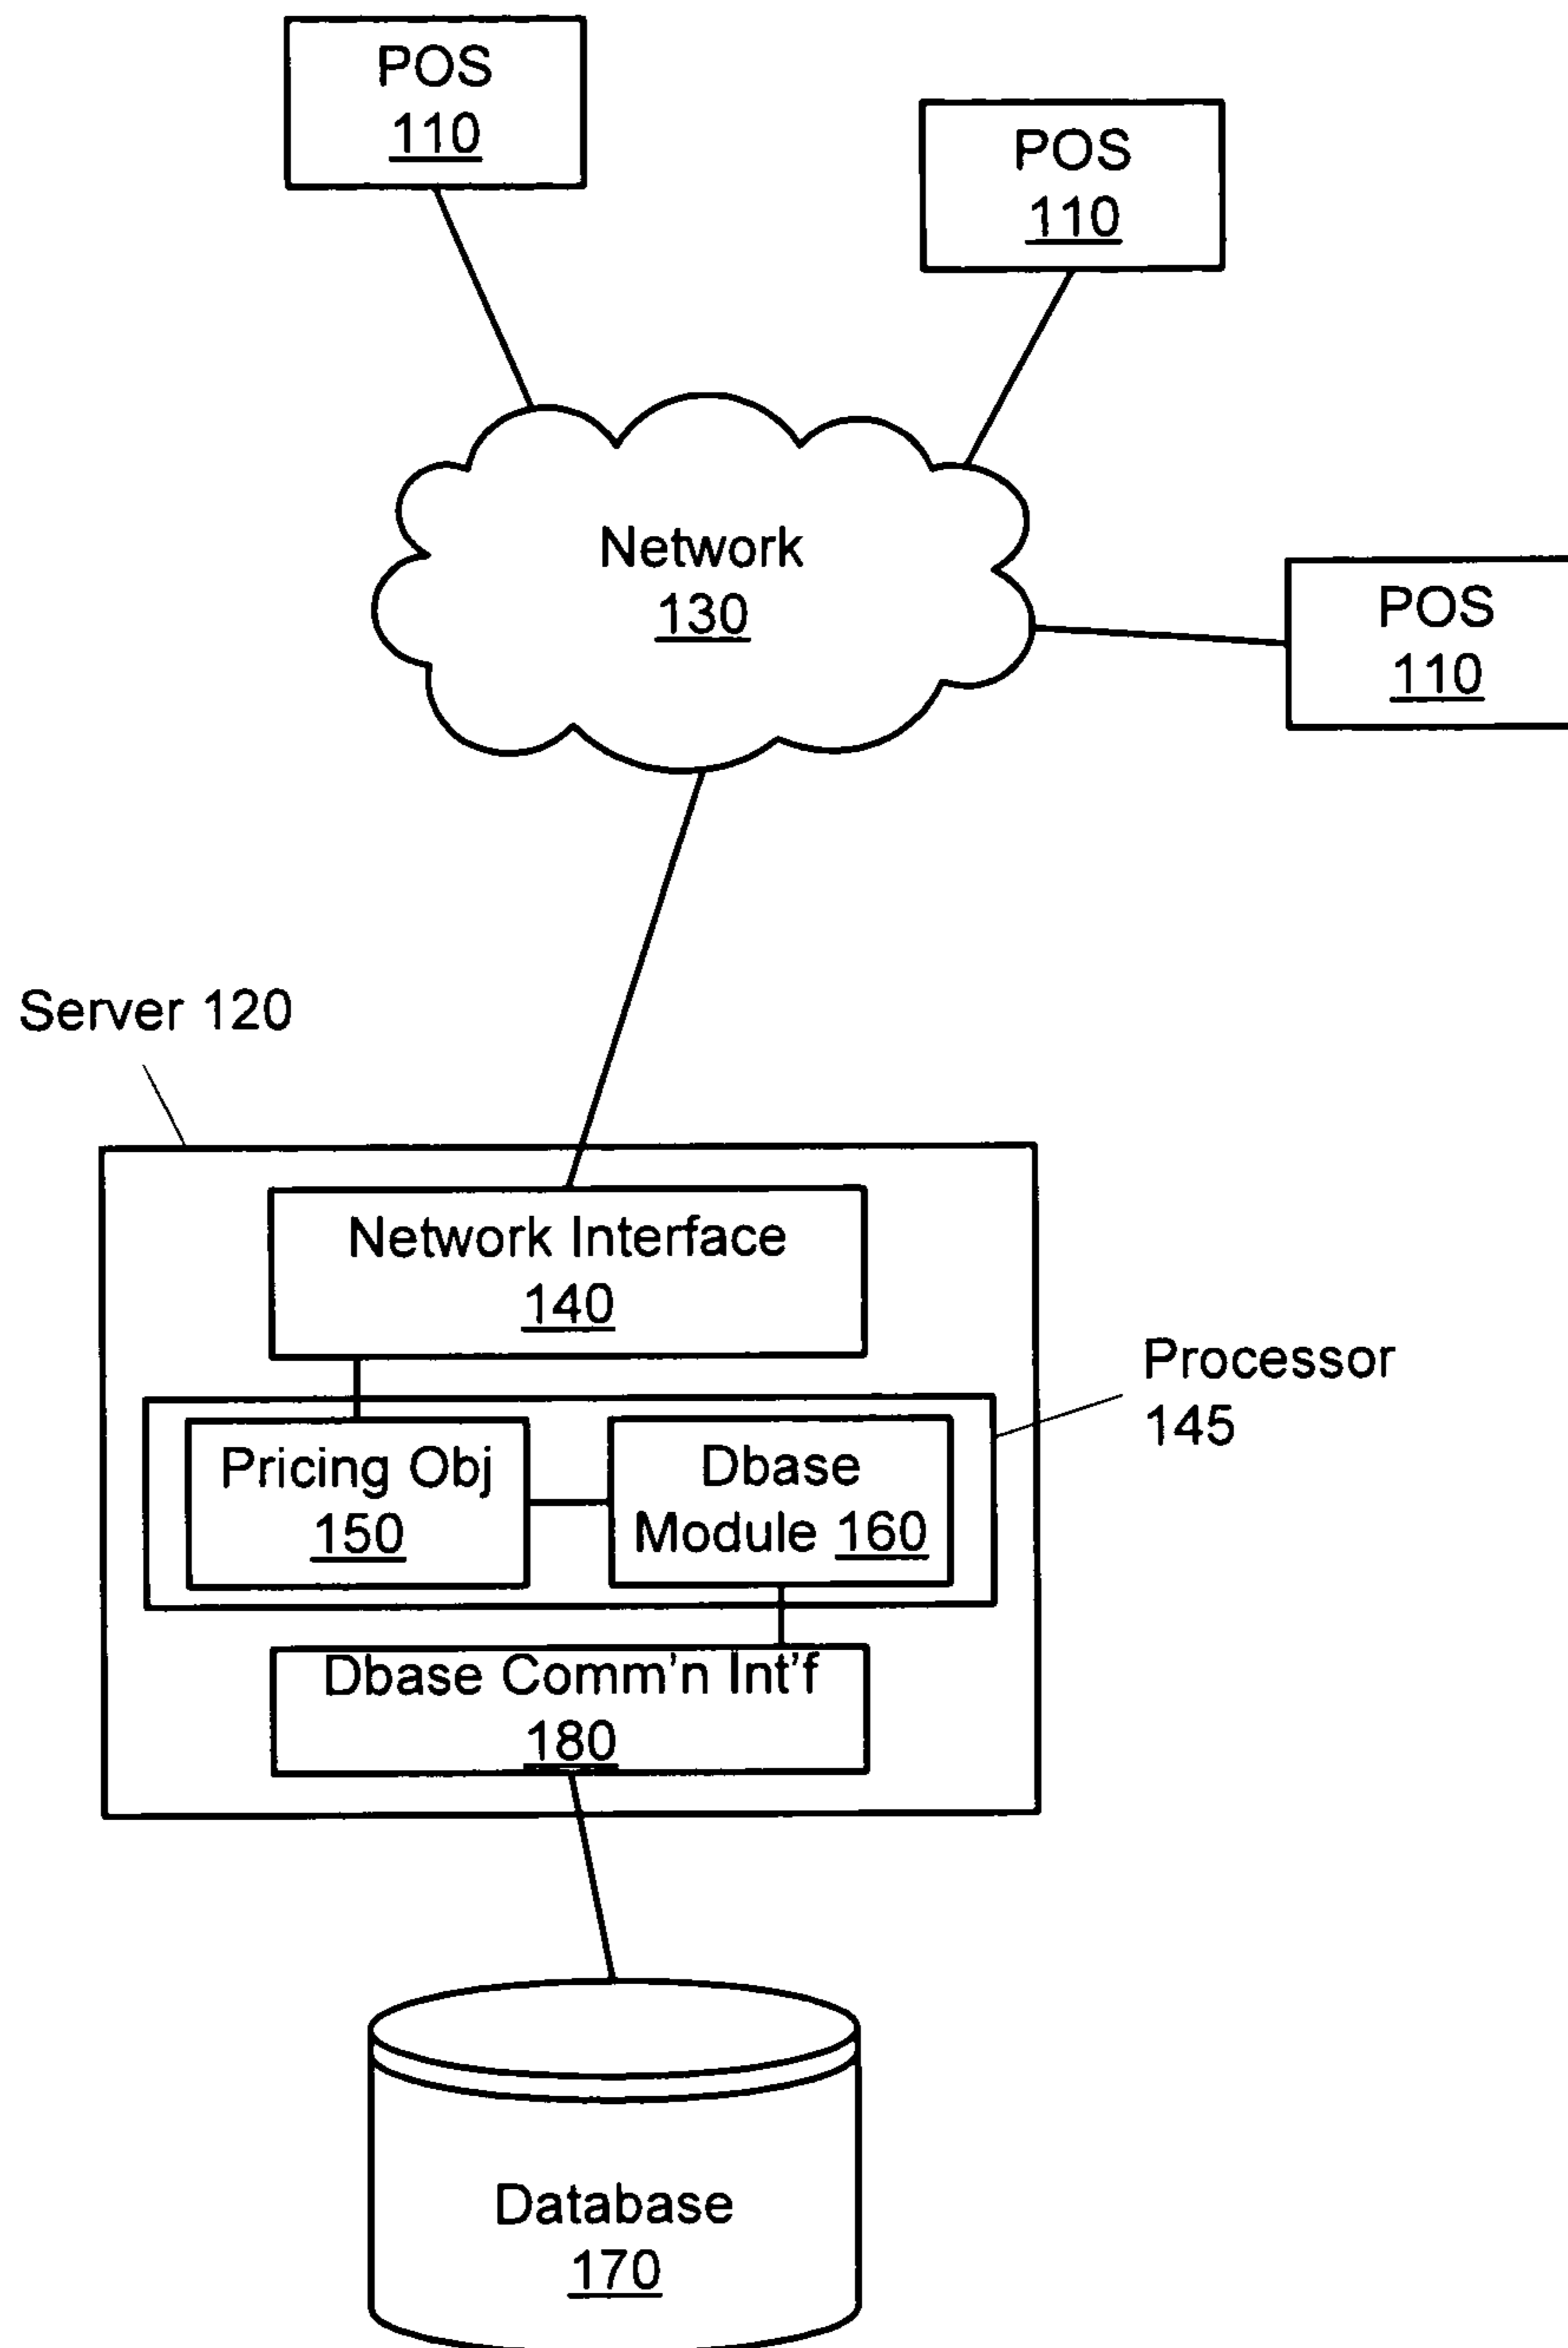 POS
110
POS
110
Network
130
POS
110
Server 120
Network Interface
140
Processor
145
Pricing Obj
150
Dbase
Module 160
Dbase Comm'n Int'f
180
Database
170